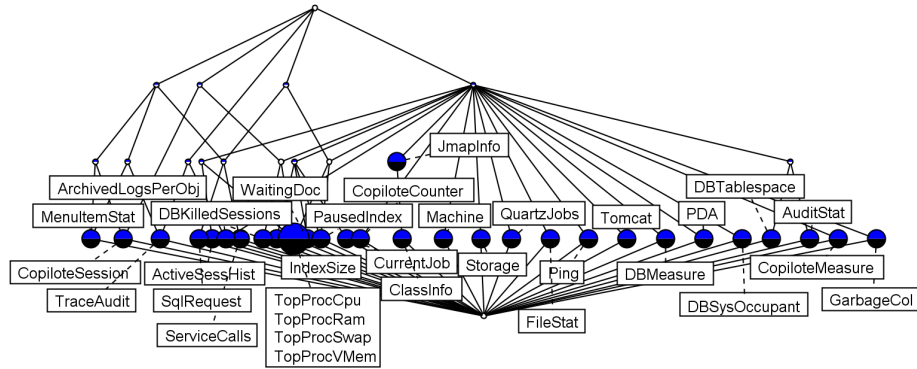 JmapInfo
ArchivedLogsPerObj
WaitingDoc
CopiloteCounter
DBTablespace
MenuItemStat
DBKilledSessions
PausedIndex
Machine
QuartzJobs
Tomcat
PDA
AuditStat
CopiloteSession
ActiveSessHist
IndexSize
CurrentJob
Storage
Ping
DBMeasure
CopiloteMeasure
TraceAudit
SqlRequest
ClassInfo
GarbageCol
TopProcCpu
TopProcRam
TopProcSwap
TopProcVMem
DBSysOccupant
FileStat
ServiceCalls